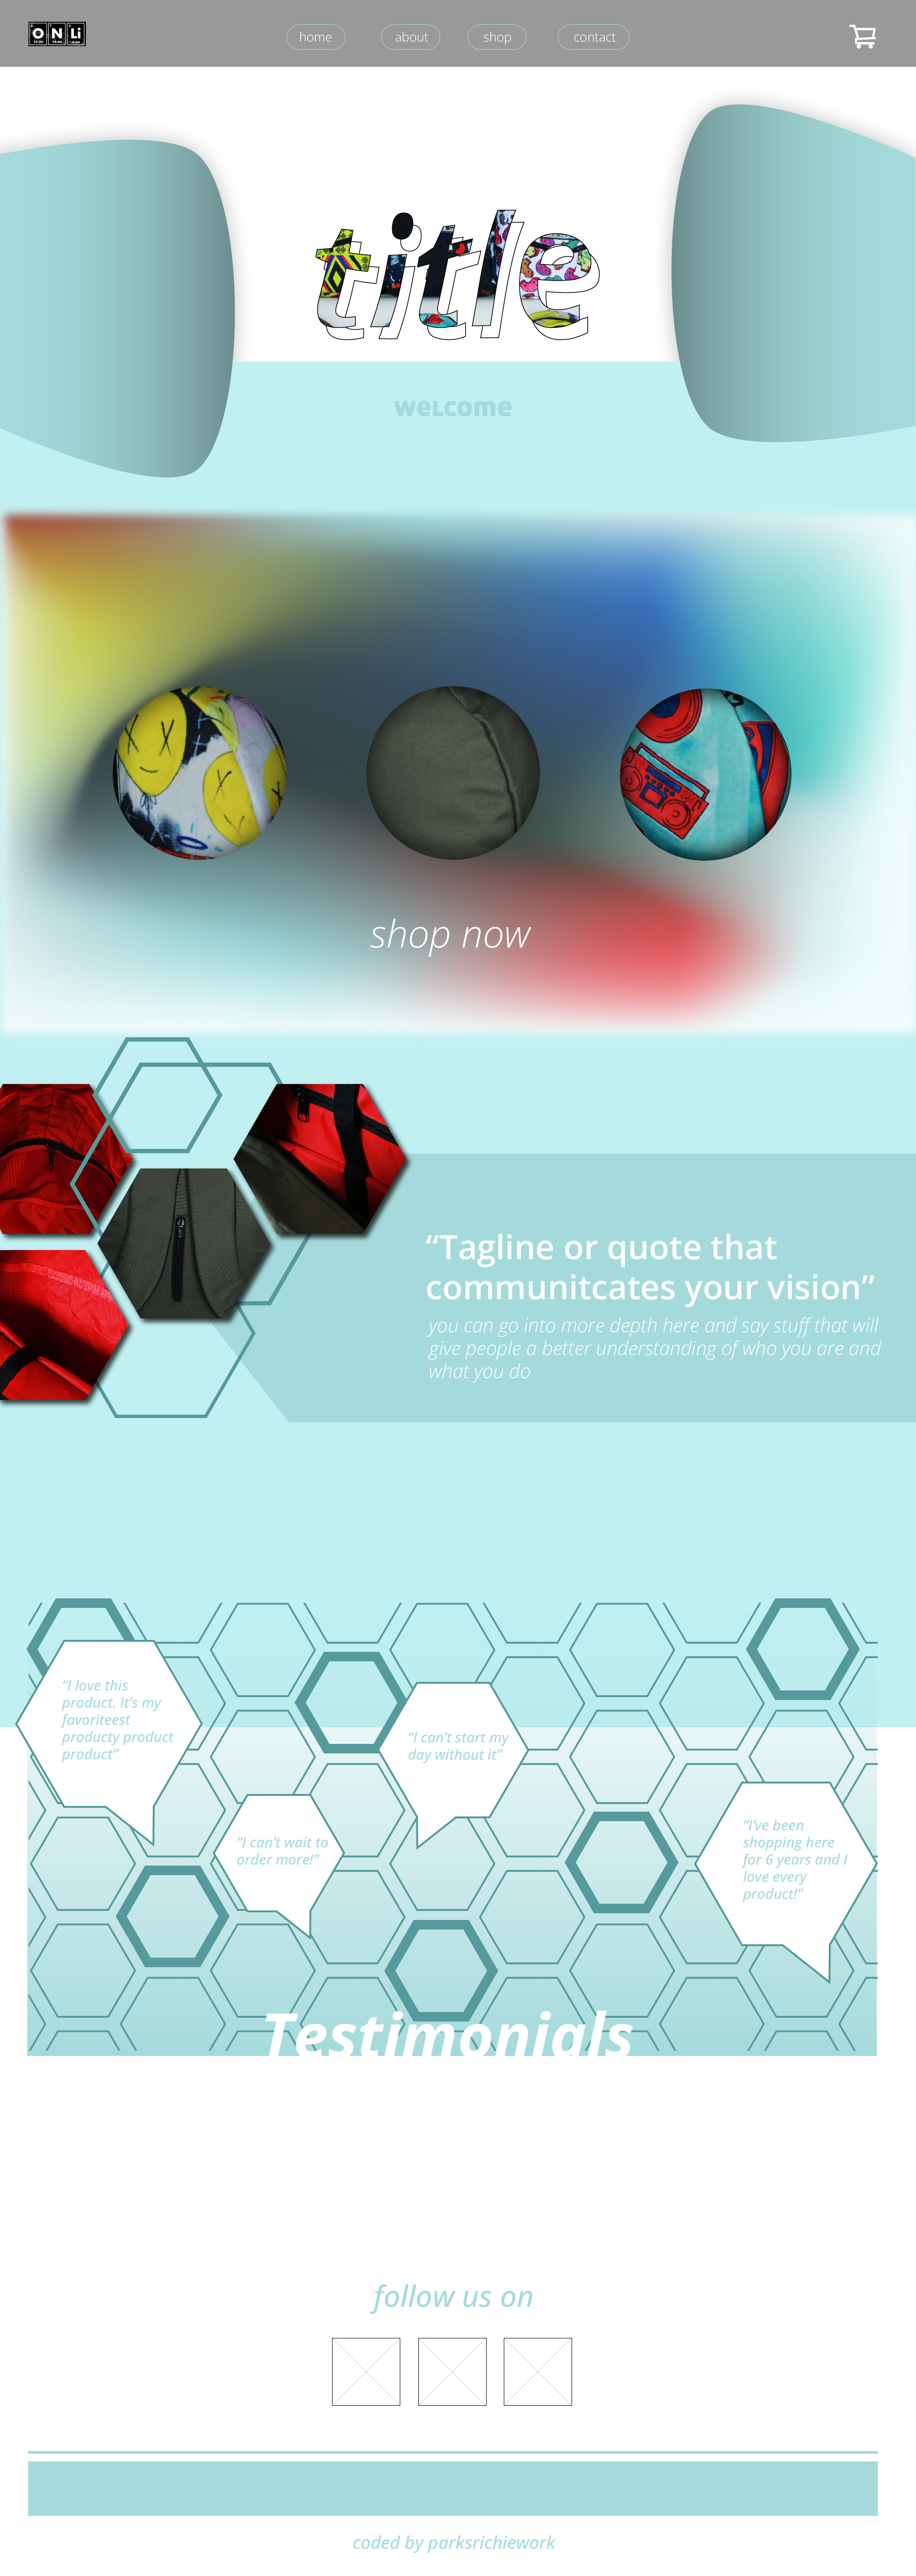 ONLi
home about shop contact
title
welcome
shop now
“Tagline or quote that
communitcates your vision”
you can go into more depth here and say stuff that will
give people a better understanding of who you are and
what you do
“I love this
product. It’s my
favoriteest
producty product
product”
“I can’t start my
day without it”
“I can’t wait to
order more!”
“I’ve been
shopping here
for 6 years and I
love every
product!”
Testimonials
follow us on
coded by parksrichiework